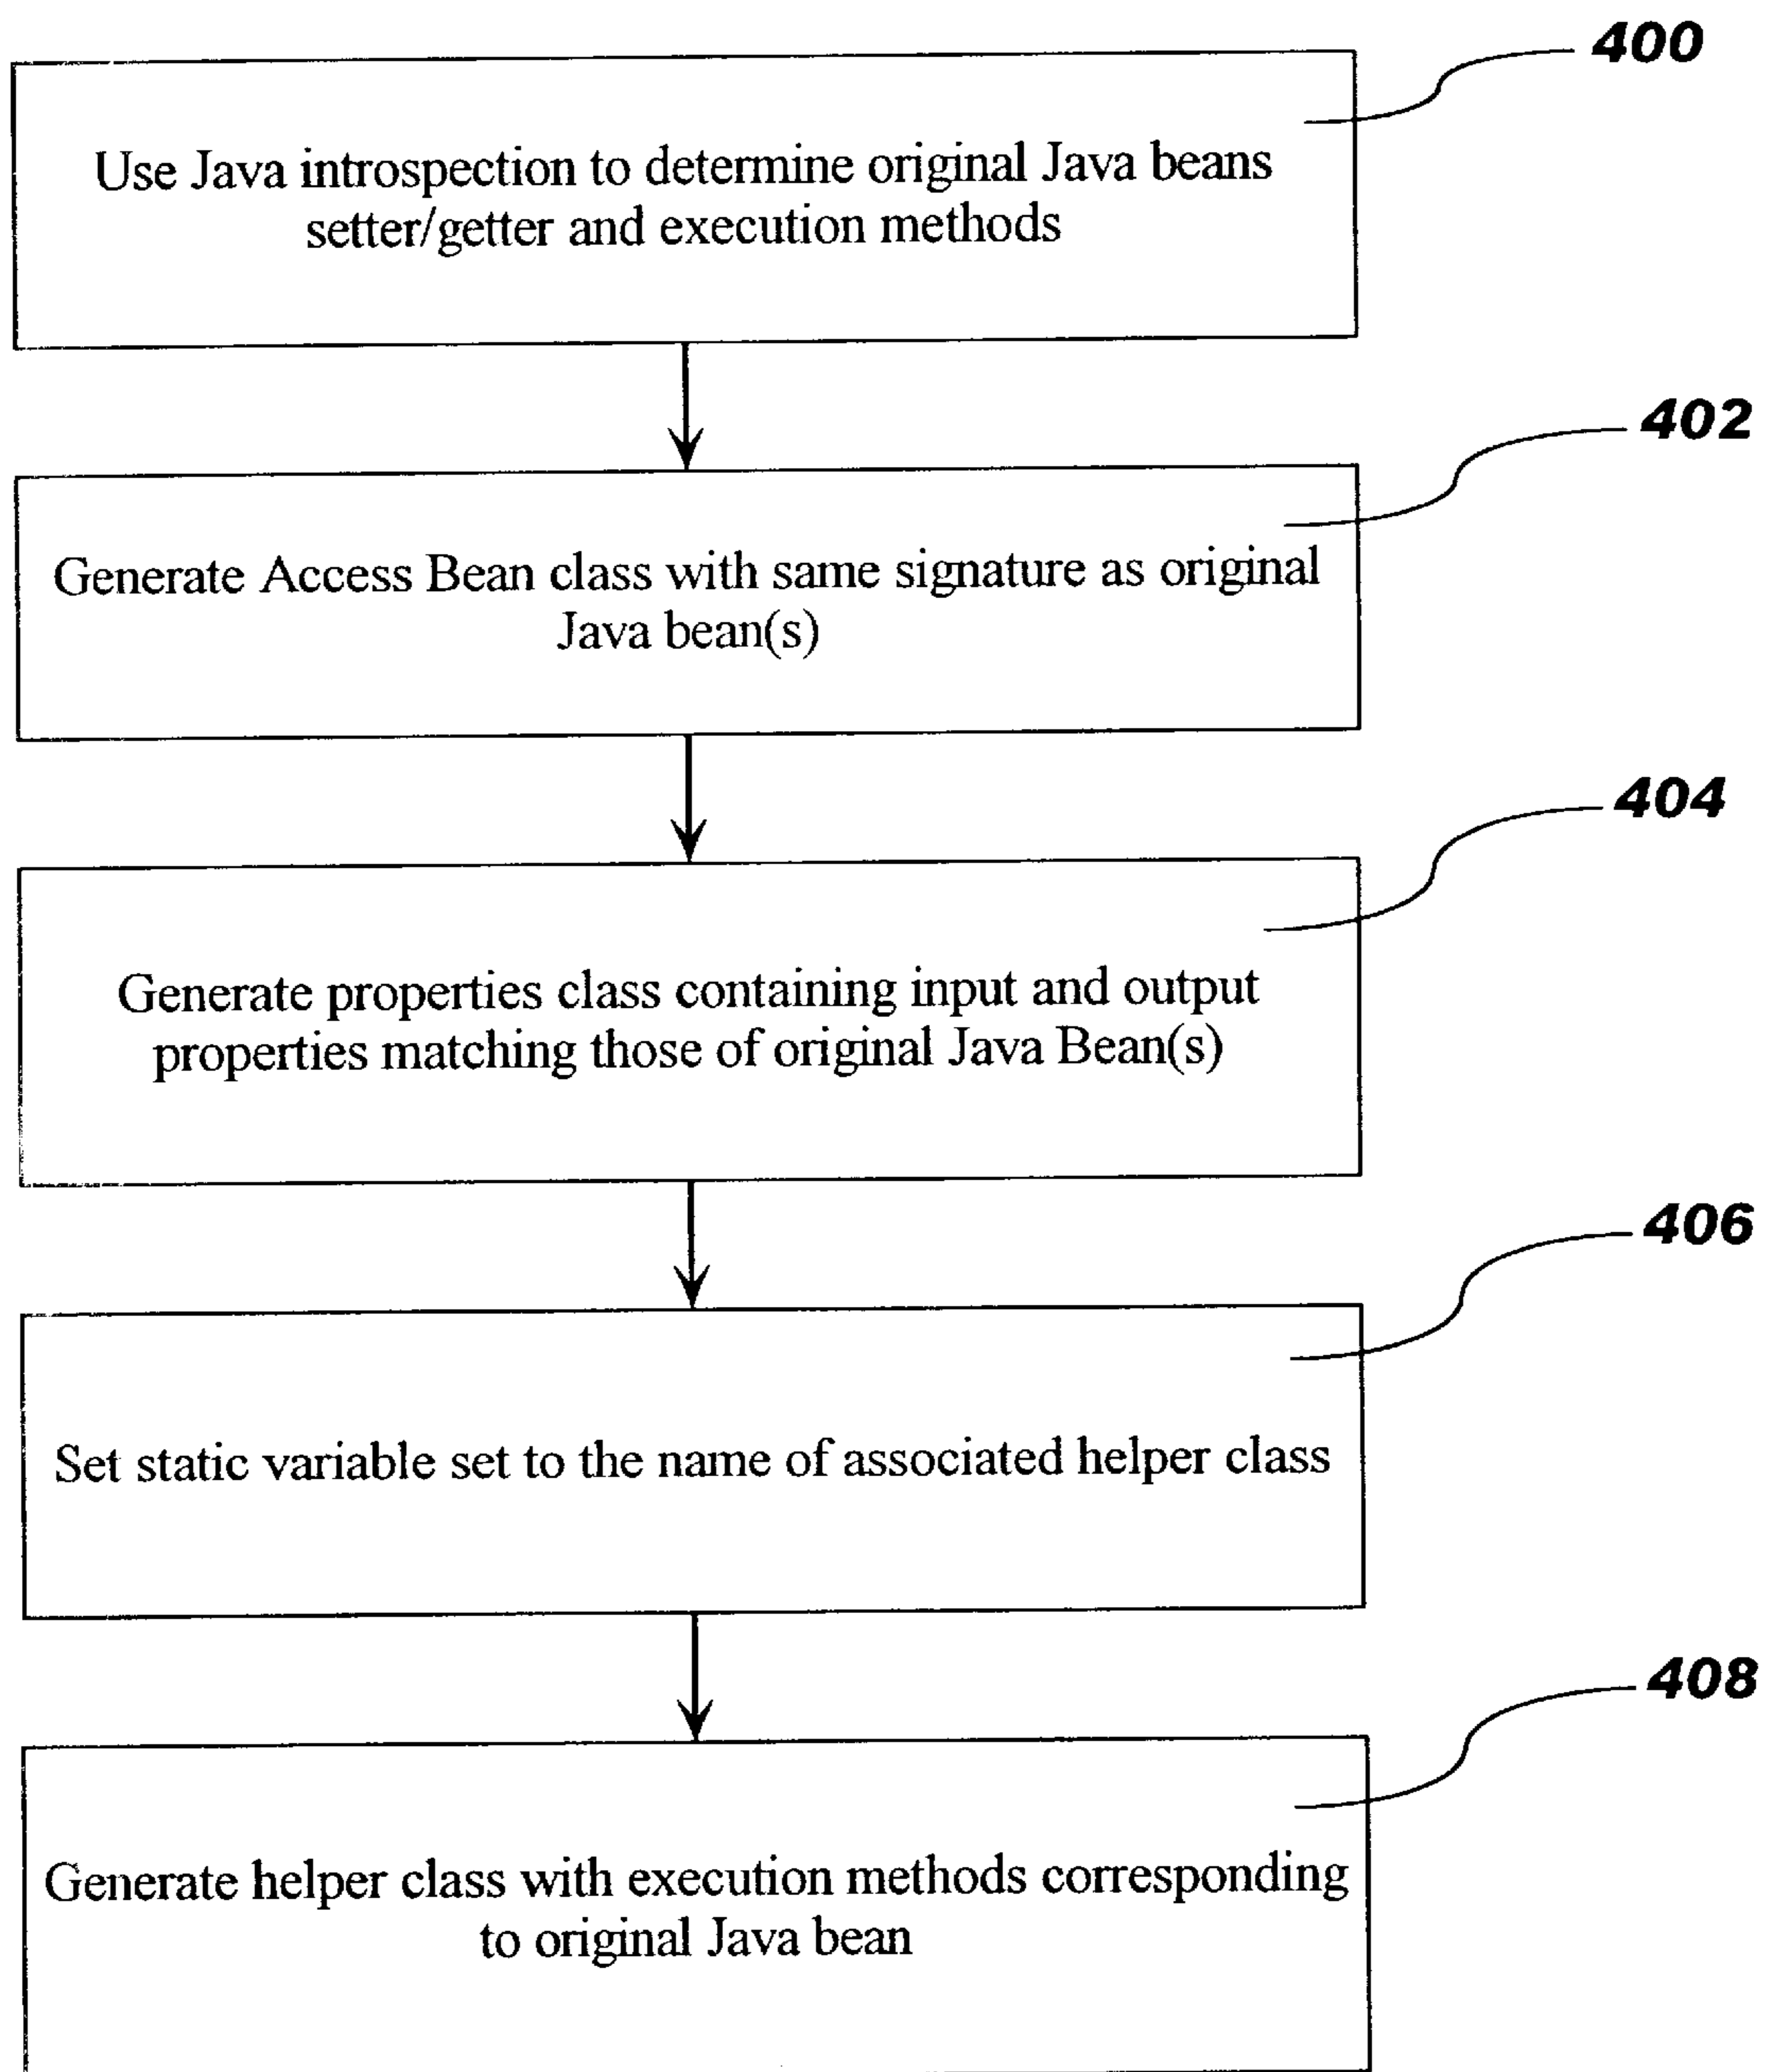 400
Use Java introspection to determine original Java beans
setter/getter and execution methods
402
Generate Access Bean class with same signature as original
Java bean(s)
404
Generate properties class containing input and output
properties matching those of original Java Bean(s)
406
Set static variable set to the name of associated helper class
408
Generate helper class with execution methods corresponding
to original Java bean